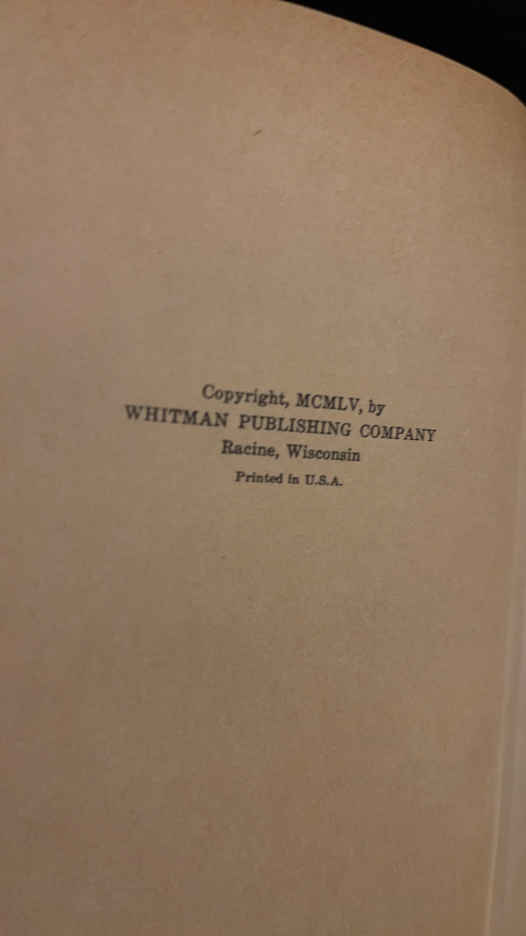 Copyright, MCMLV, by
WHITMAN PUBLISHING COMPANY
Racine, Wisconsin
Printed in U.S.A.